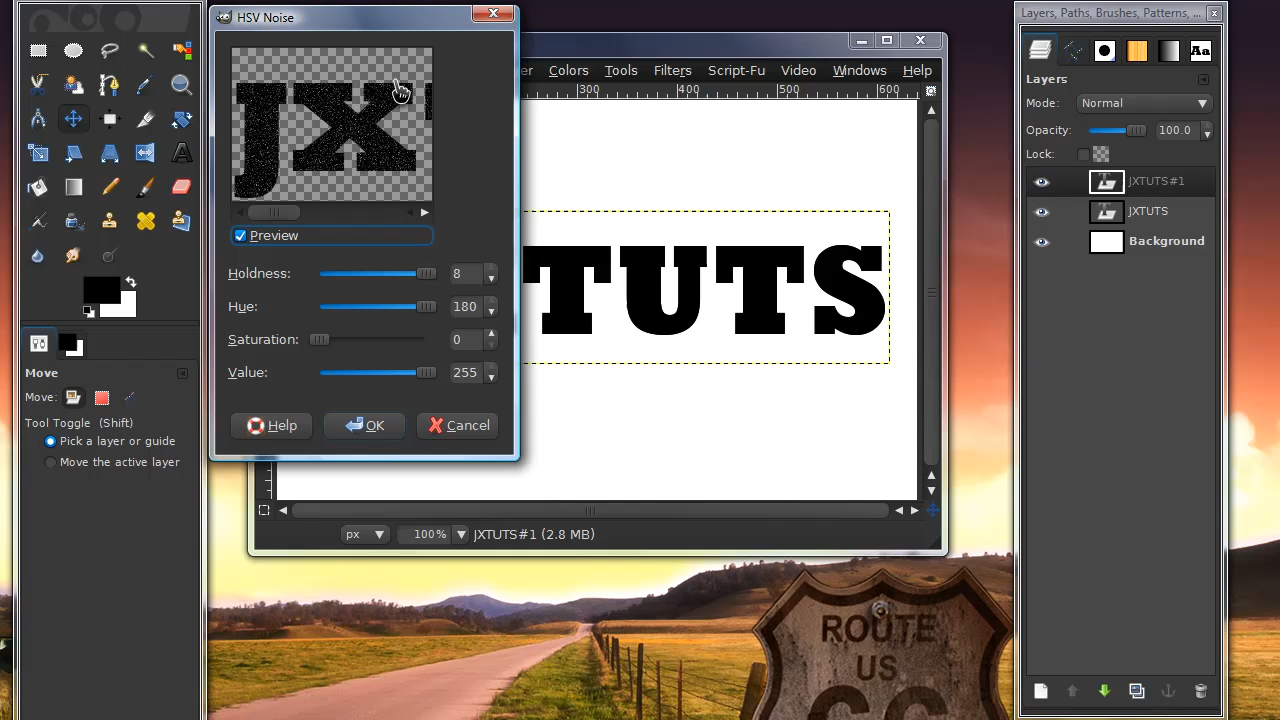 HSV Noise
JX
Preview
Holdness: 8
Hue: 180
Saturation: 0
Value: 255
Help OK Cancel
Colors Tools Filters Script-Fu Video Windows Help
300 400 500 600
TUTS
px 100% JXTUTS#1 (2.8 MB)
Move
Move:
Tool Toggle (Shift)
Pick a layer or guide
Move the active layer
Layers, Paths, Brushes, Patterns, ...
Aa
Layers
Mode: Normal
Opacity: 100.0
Lock:
JXTUTS#1
JXTUTS
Background
ROUTE
US